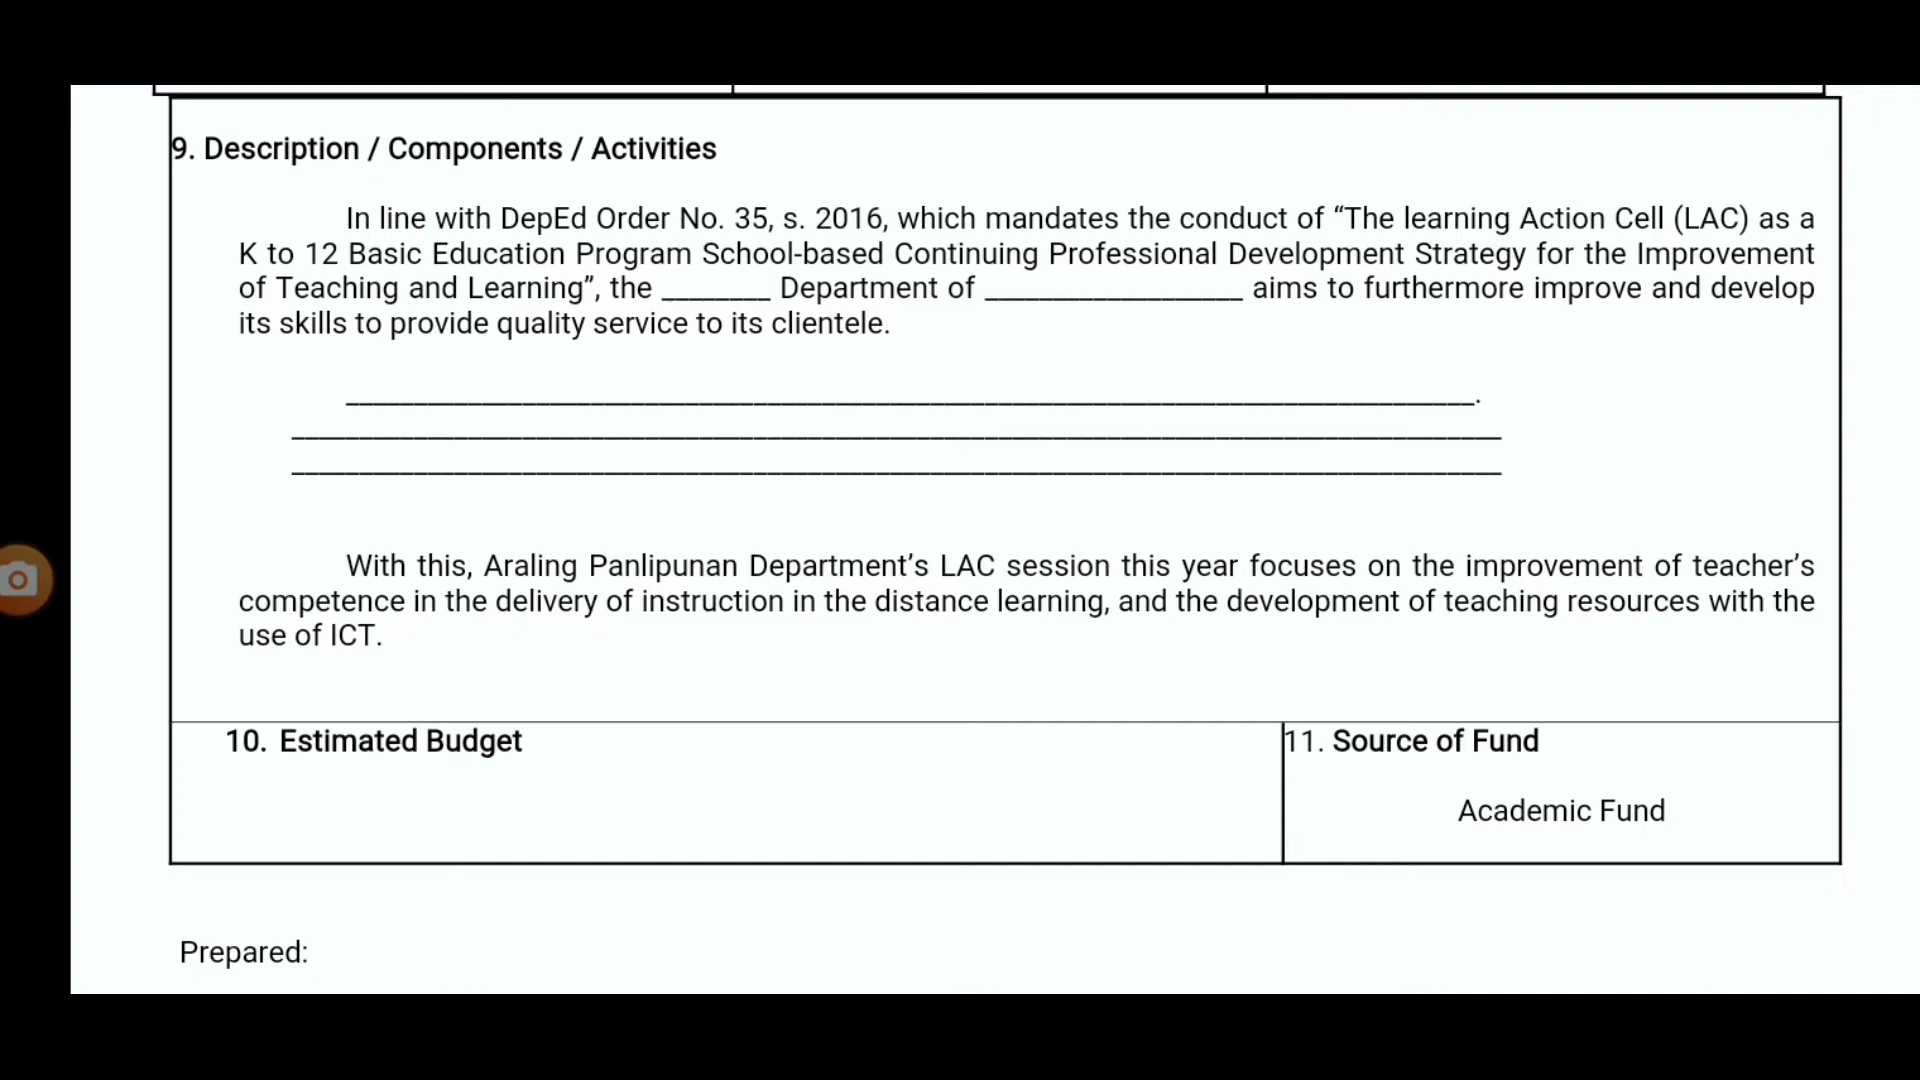 9. Description / Components / Activities
In line with DepEd Order No. 35, s. 2016, which mandates the conduct of “The learning Action Cell (LAC) as a
K to 12 Basic Education Program School-based Continuing Professional Development Strategy for the Improvement
of Teaching and Learning”, the ________ Department of ___________________ aims to furthermore improve and develop
its skills to provide quality service to its clientele.
___________________________________________________________________________________.
_________________________________________________________________________________________
_________________________________________________________________________________________
With this, Araling Panlipunan Department’s LAC session this year focuses on the improvement of teacher’s
competence in the delivery of instruction in the distance learning, and the development of teaching resources with the
use of ICT.
10. Estimated Budget
11. Source of Fund
Academic Fund
Prepared: